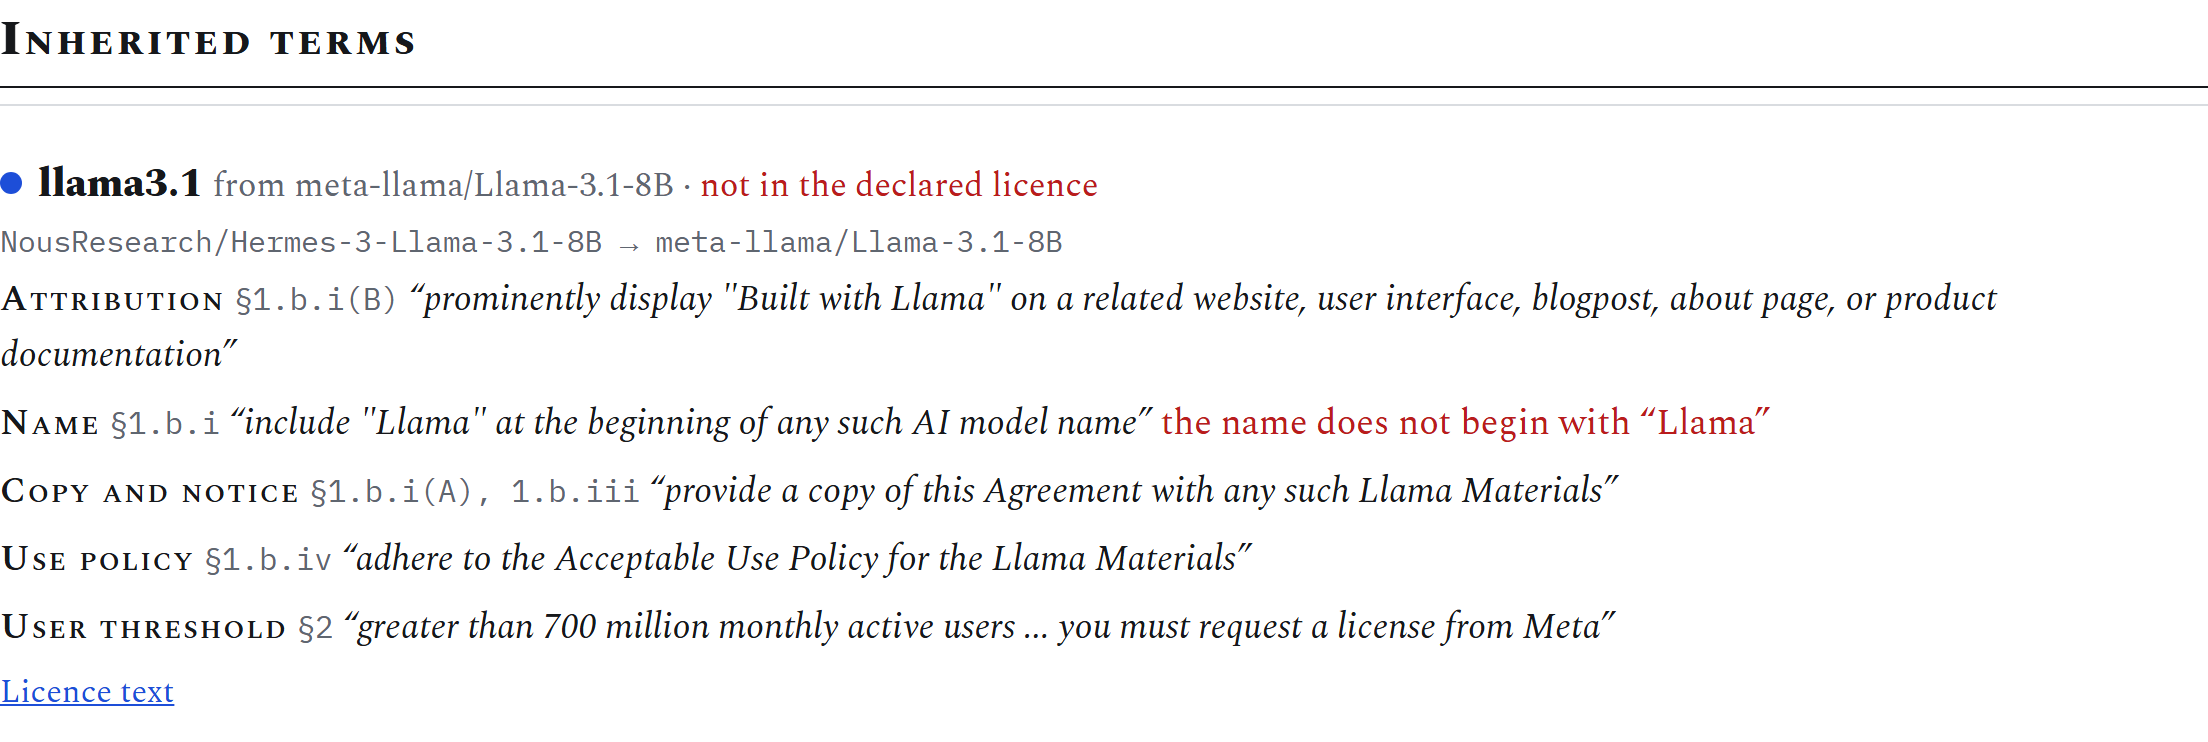 Inherited terms
llama3.1 from meta-llama/Llama-3.1-8B · not in the declared licence
NousResearch/Hermes-3-Llama-3.1-8B → meta-llama/Llama-3.1-8B
Attribution §1.b.i(B) “prominently display "Built with Llama" on a related website, user interface, blogpost, about page, or product
documentation”
Name §1.b.i “include "Llama" at the beginning of any such AI model name” the name does not begin with “Llama”
Copy and notice §1.b.i(A), 1.b.iii “provide a copy of this Agreement with any such Llama Materials”
Use policy §1.b.iv “adhere to the Acceptable Use Policy for the Llama Materials”
User threshold §2 “greater than 700 million monthly active users ... you must request a license from Meta”
Licence text